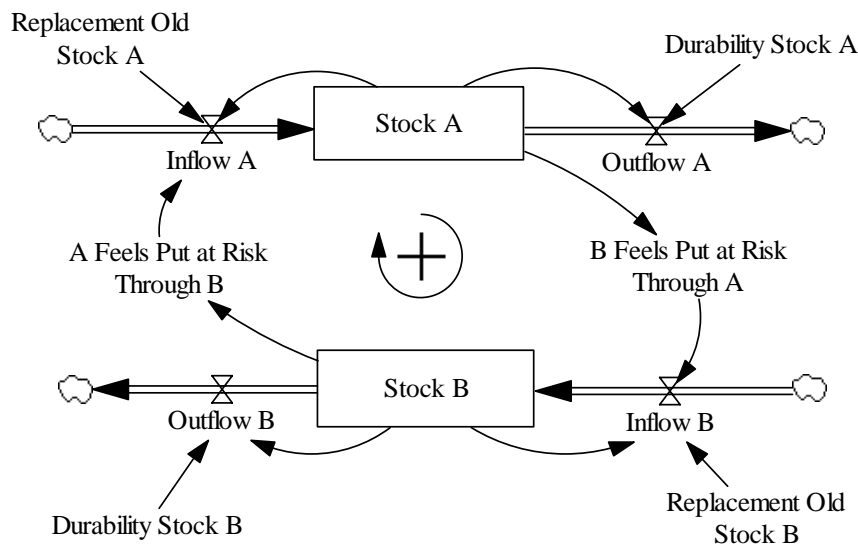 Replacement Old
Stock A
Durability Stock A
Stock A
Inflow A
Outflow A
A Feels Put at Risk
Through B
B Feels Put at Risk
Through A
Stock B
Outflow B
Inflow B
Durability Stock B
Replacement Old
Stock B